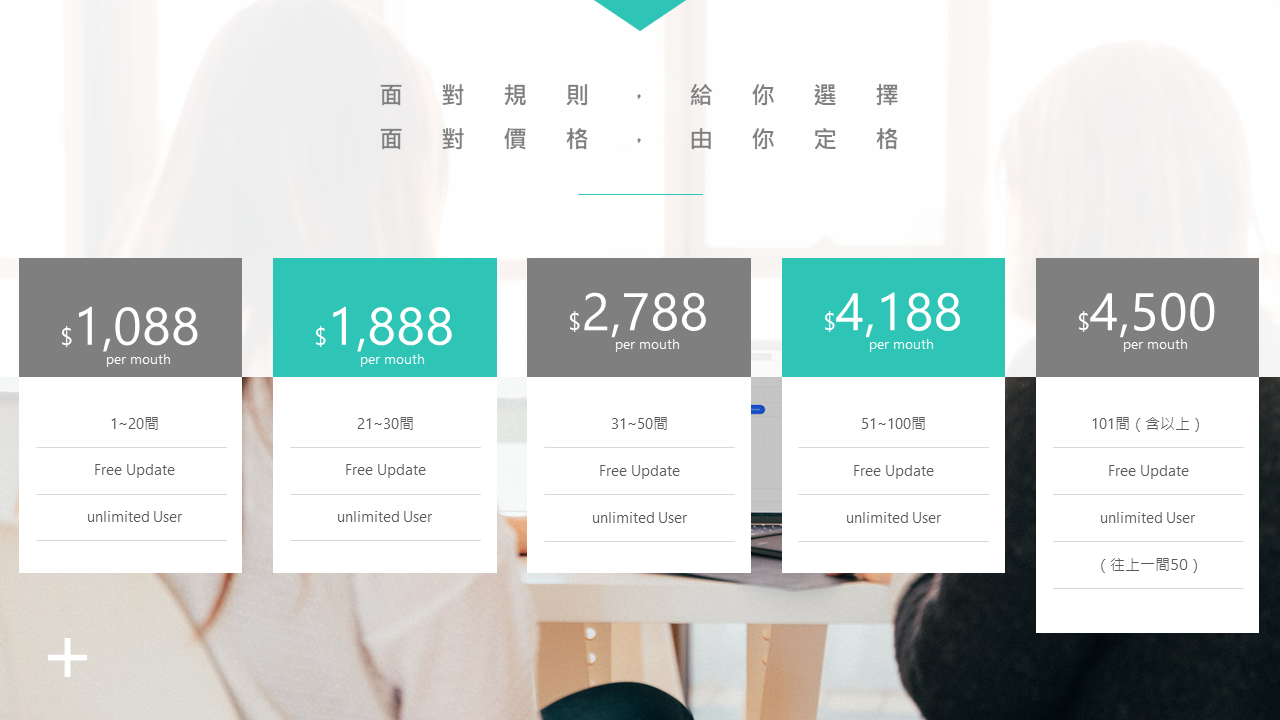 面對規則，給你選擇
面對價格，由你定格
$1,088
per mouth
1~20間
Free Update
unlimited User
$1,888
per mouth
21~30間
Free Update
unlimited User
$2,788
per mouth
31~50間
Free Update
unlimited User
$4,188
per mouth
51~100間
Free Update
unlimited User
$4,500
per mouth
101間（含以上）
Free Update
unlimited User
（往上一間50）